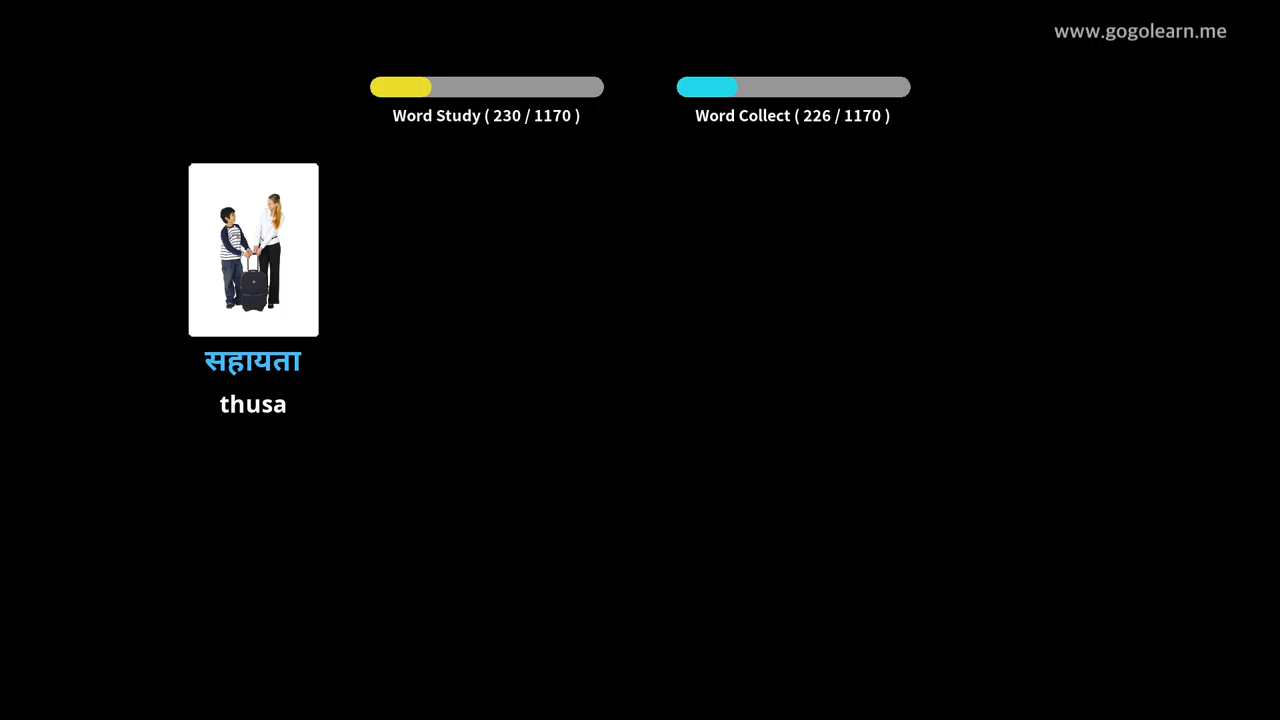 www.gogolearn.me
Word Study ( 230 / 1170 )
Word Collect ( 226 / 1170 )
सहायता
thusa